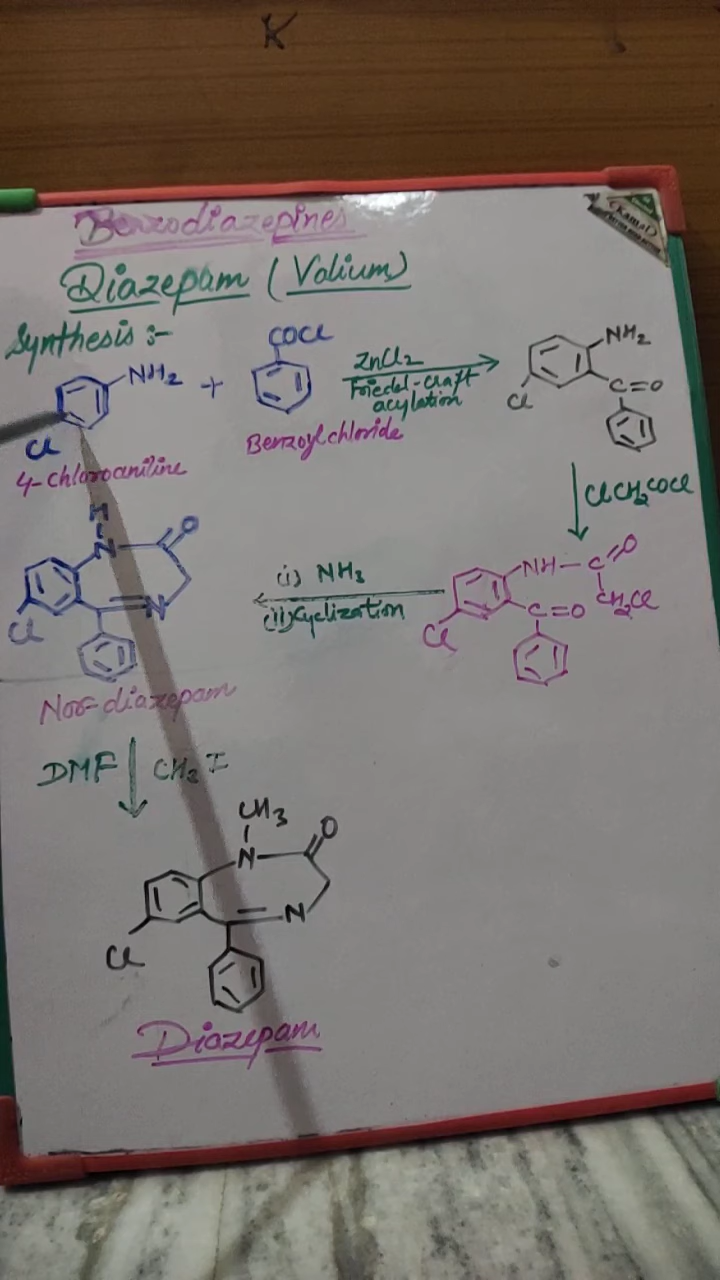 K
Kamal
Benzodiazepines
Diazepam (Valium)
Synthesis :-
NH2 + COCl ZnCl2 NH2
Friedel-Craft
acylation
C=O
Cl
Cl
Benzoylchloride
4-chloroaniline
ClCH2COCl
H
N
O
N
Cl
(i) NH3
(ii) Cyclization
NH-C O
CH2Cl
C=O
Cl
Nor-diazepam
DMF CH3I
CH3
N
O
N
Cl
Diazepam